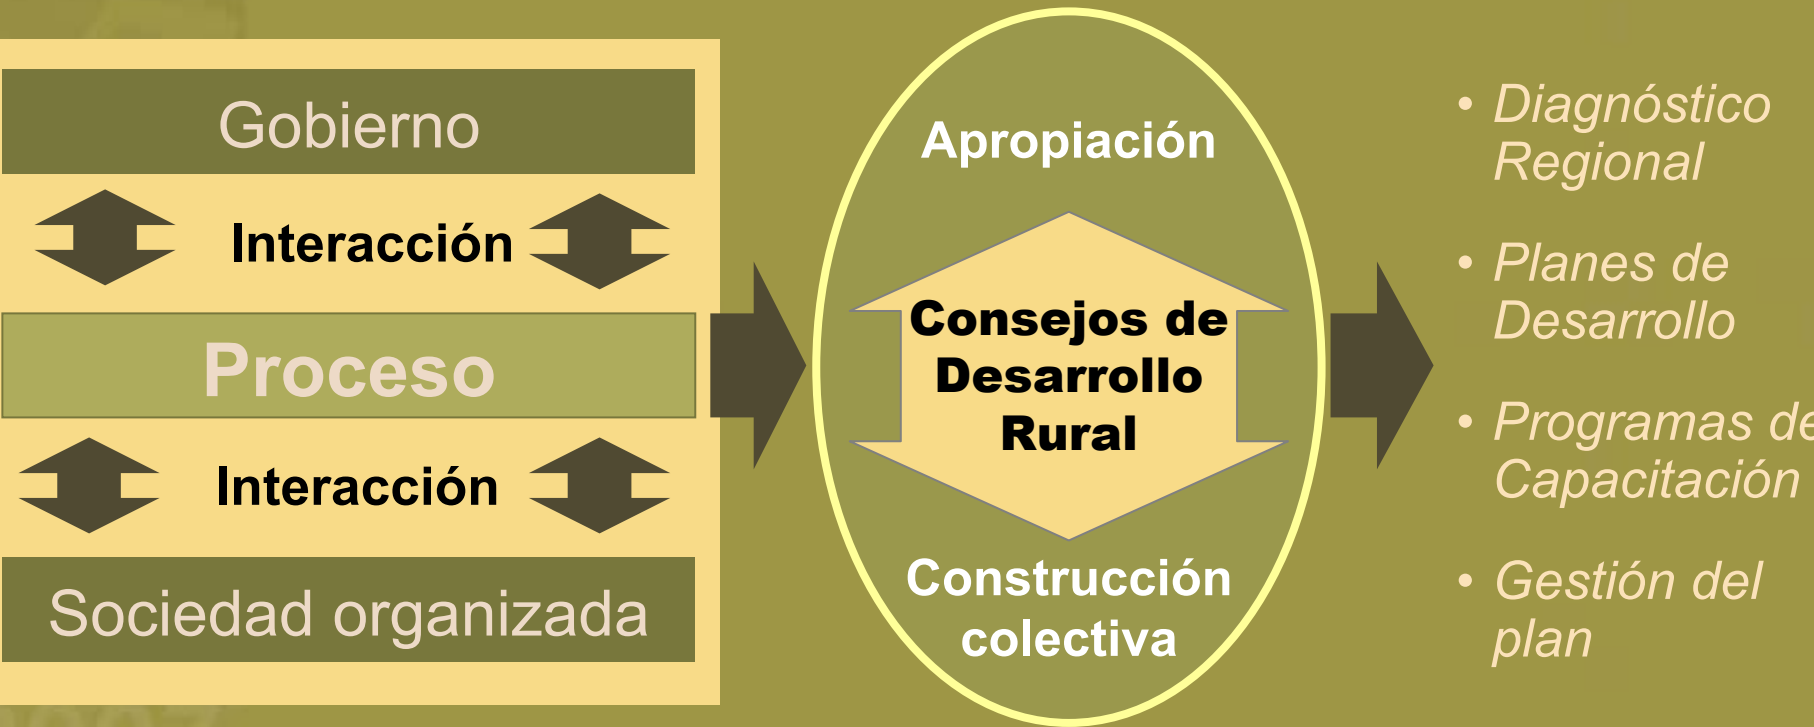 Gobierno
Interacción
Proceso
Interacción
Sociedad organizada
Apropiación
Consejos de
Desarrollo
Rural
Construcción
colectiva
• Diagnóstico
Regional
• Planes de
Desarrollo
• Programas de
Capacitación
• Gestión del
plan